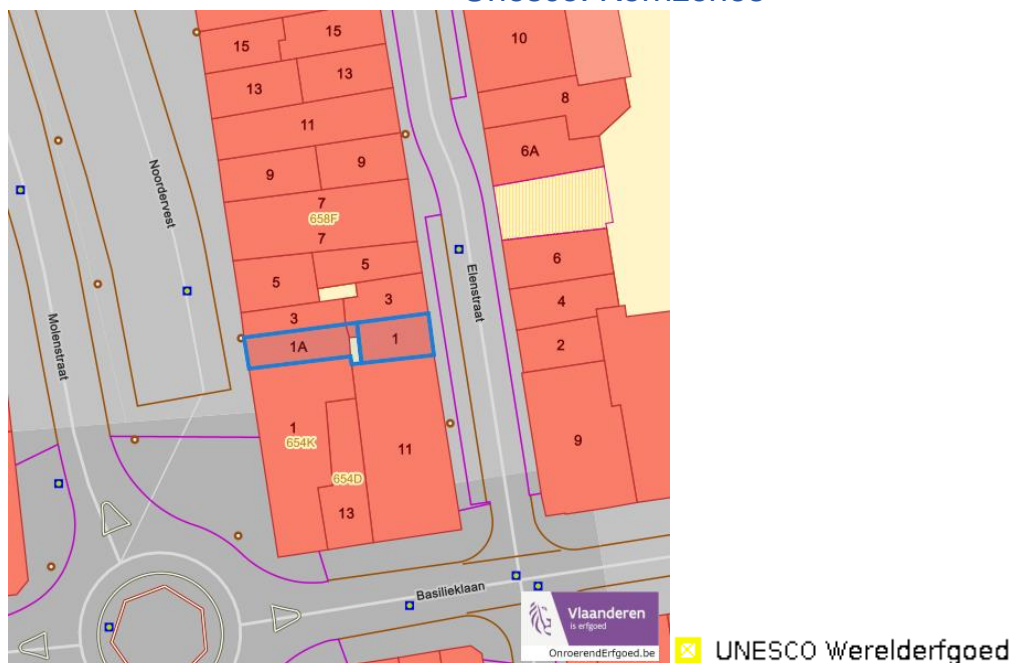 15
15
13
13
11
9
9
7
658F
7
5
5
3
3
1A
1
1
654K
654D
11
13
10
8
6A
6
4
2
9
Noordervest
Molenstraat
Elenstraat
Basilieklaan
Vlaanderen
is erfgoed
OnroerendErfgoed.be
UNESCO Werelderfgoed